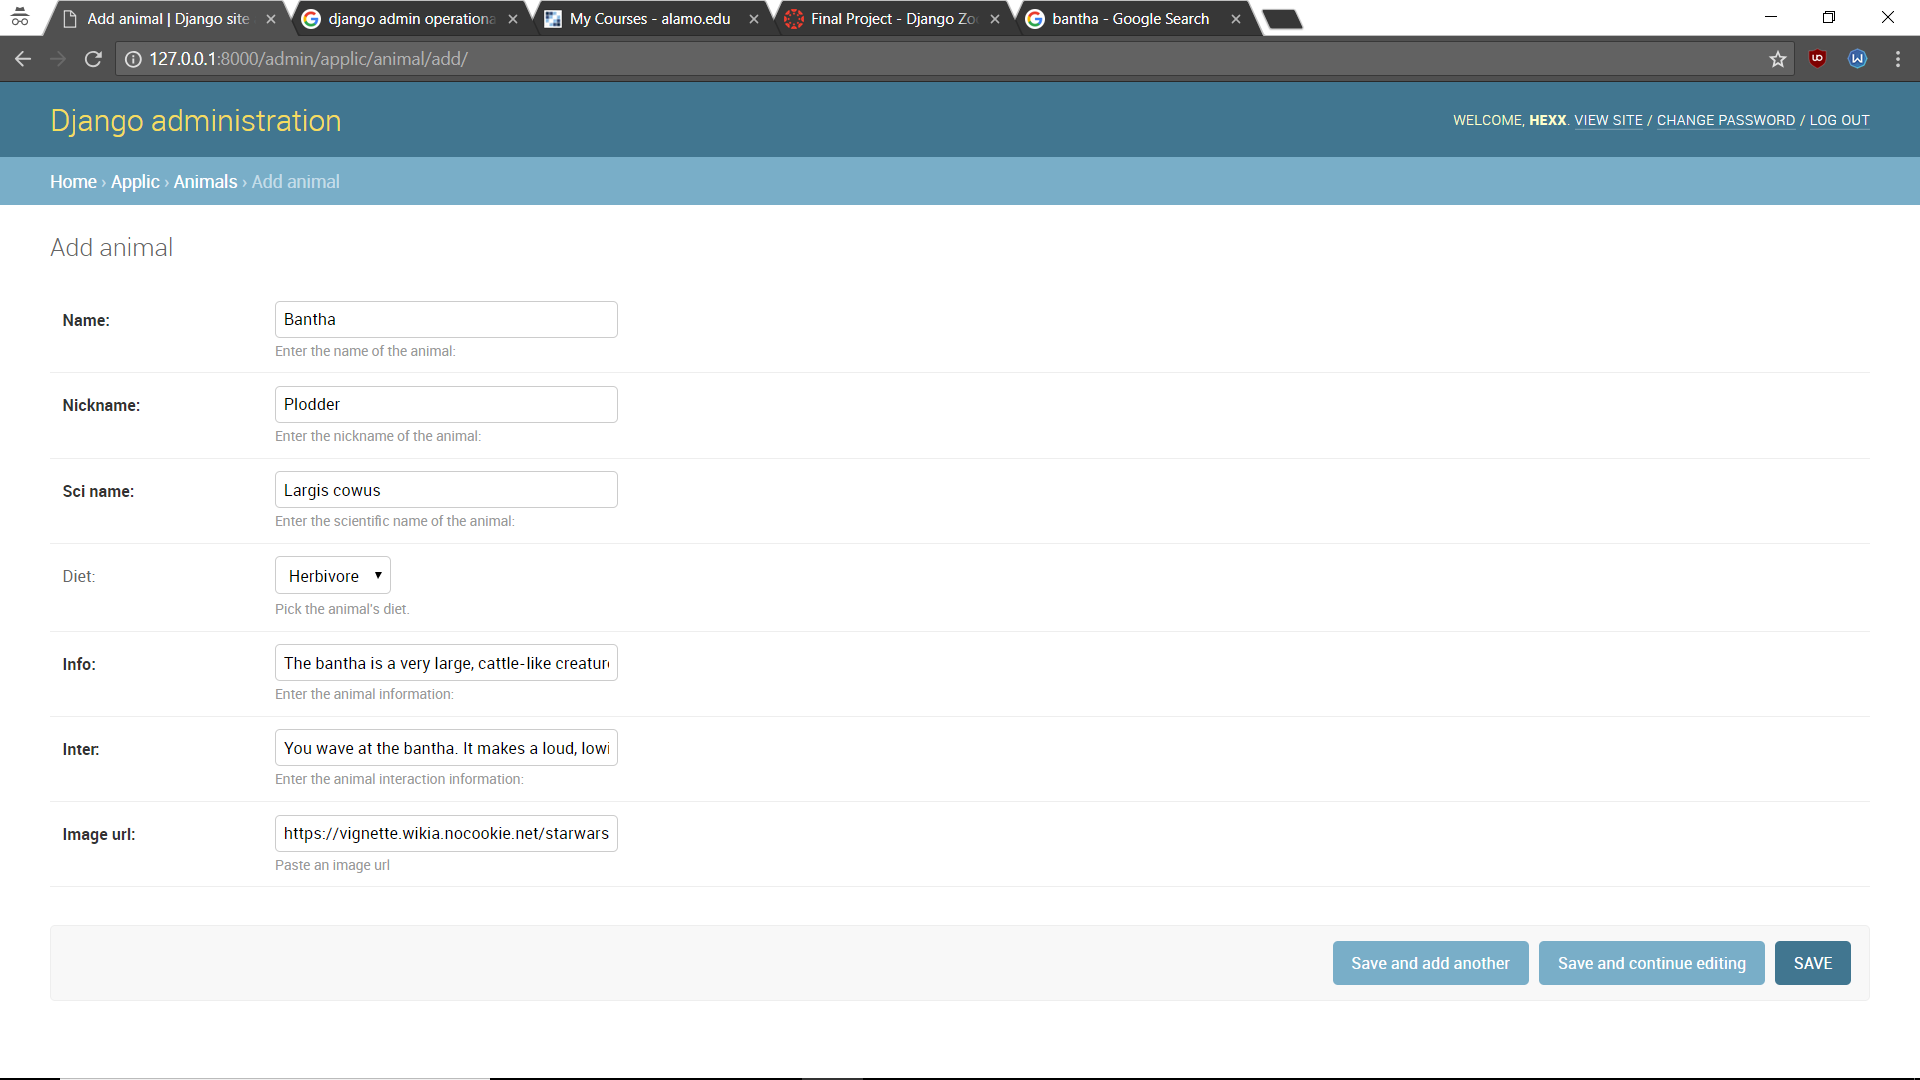 Add animal | Django site
django admin operationa
My Courses - alamo.edu
Final Project - Django Zo
bantha - Google Search
127.0.0.1:8000/admin/applic/animal/add/
Django administration
WELCOME, HEXX. VIEW SITE / CHANGE PASSWORD / LOG OUT
Home › Applic › Animals › Add animal
Add animal
Name:
Bantha
Enter the name of the animal:
Nickname:
Plodder
Enter the nickname of the animal:
Sci name:
Largis cowus
Enter the scientific name of the animal:
Diet:
Herbivore
Pick the animal's diet.
Info:
The bantha is a very large, cattle-like creature
Enter the animal information:
Inter:
You wave at the bantha. It makes a loud, lowi
Enter the animal interaction information:
Image url:
https://vignette.wikia.nocookie.net/starwars
Paste an image url
Save and add another
Save and continue editing
SAVE